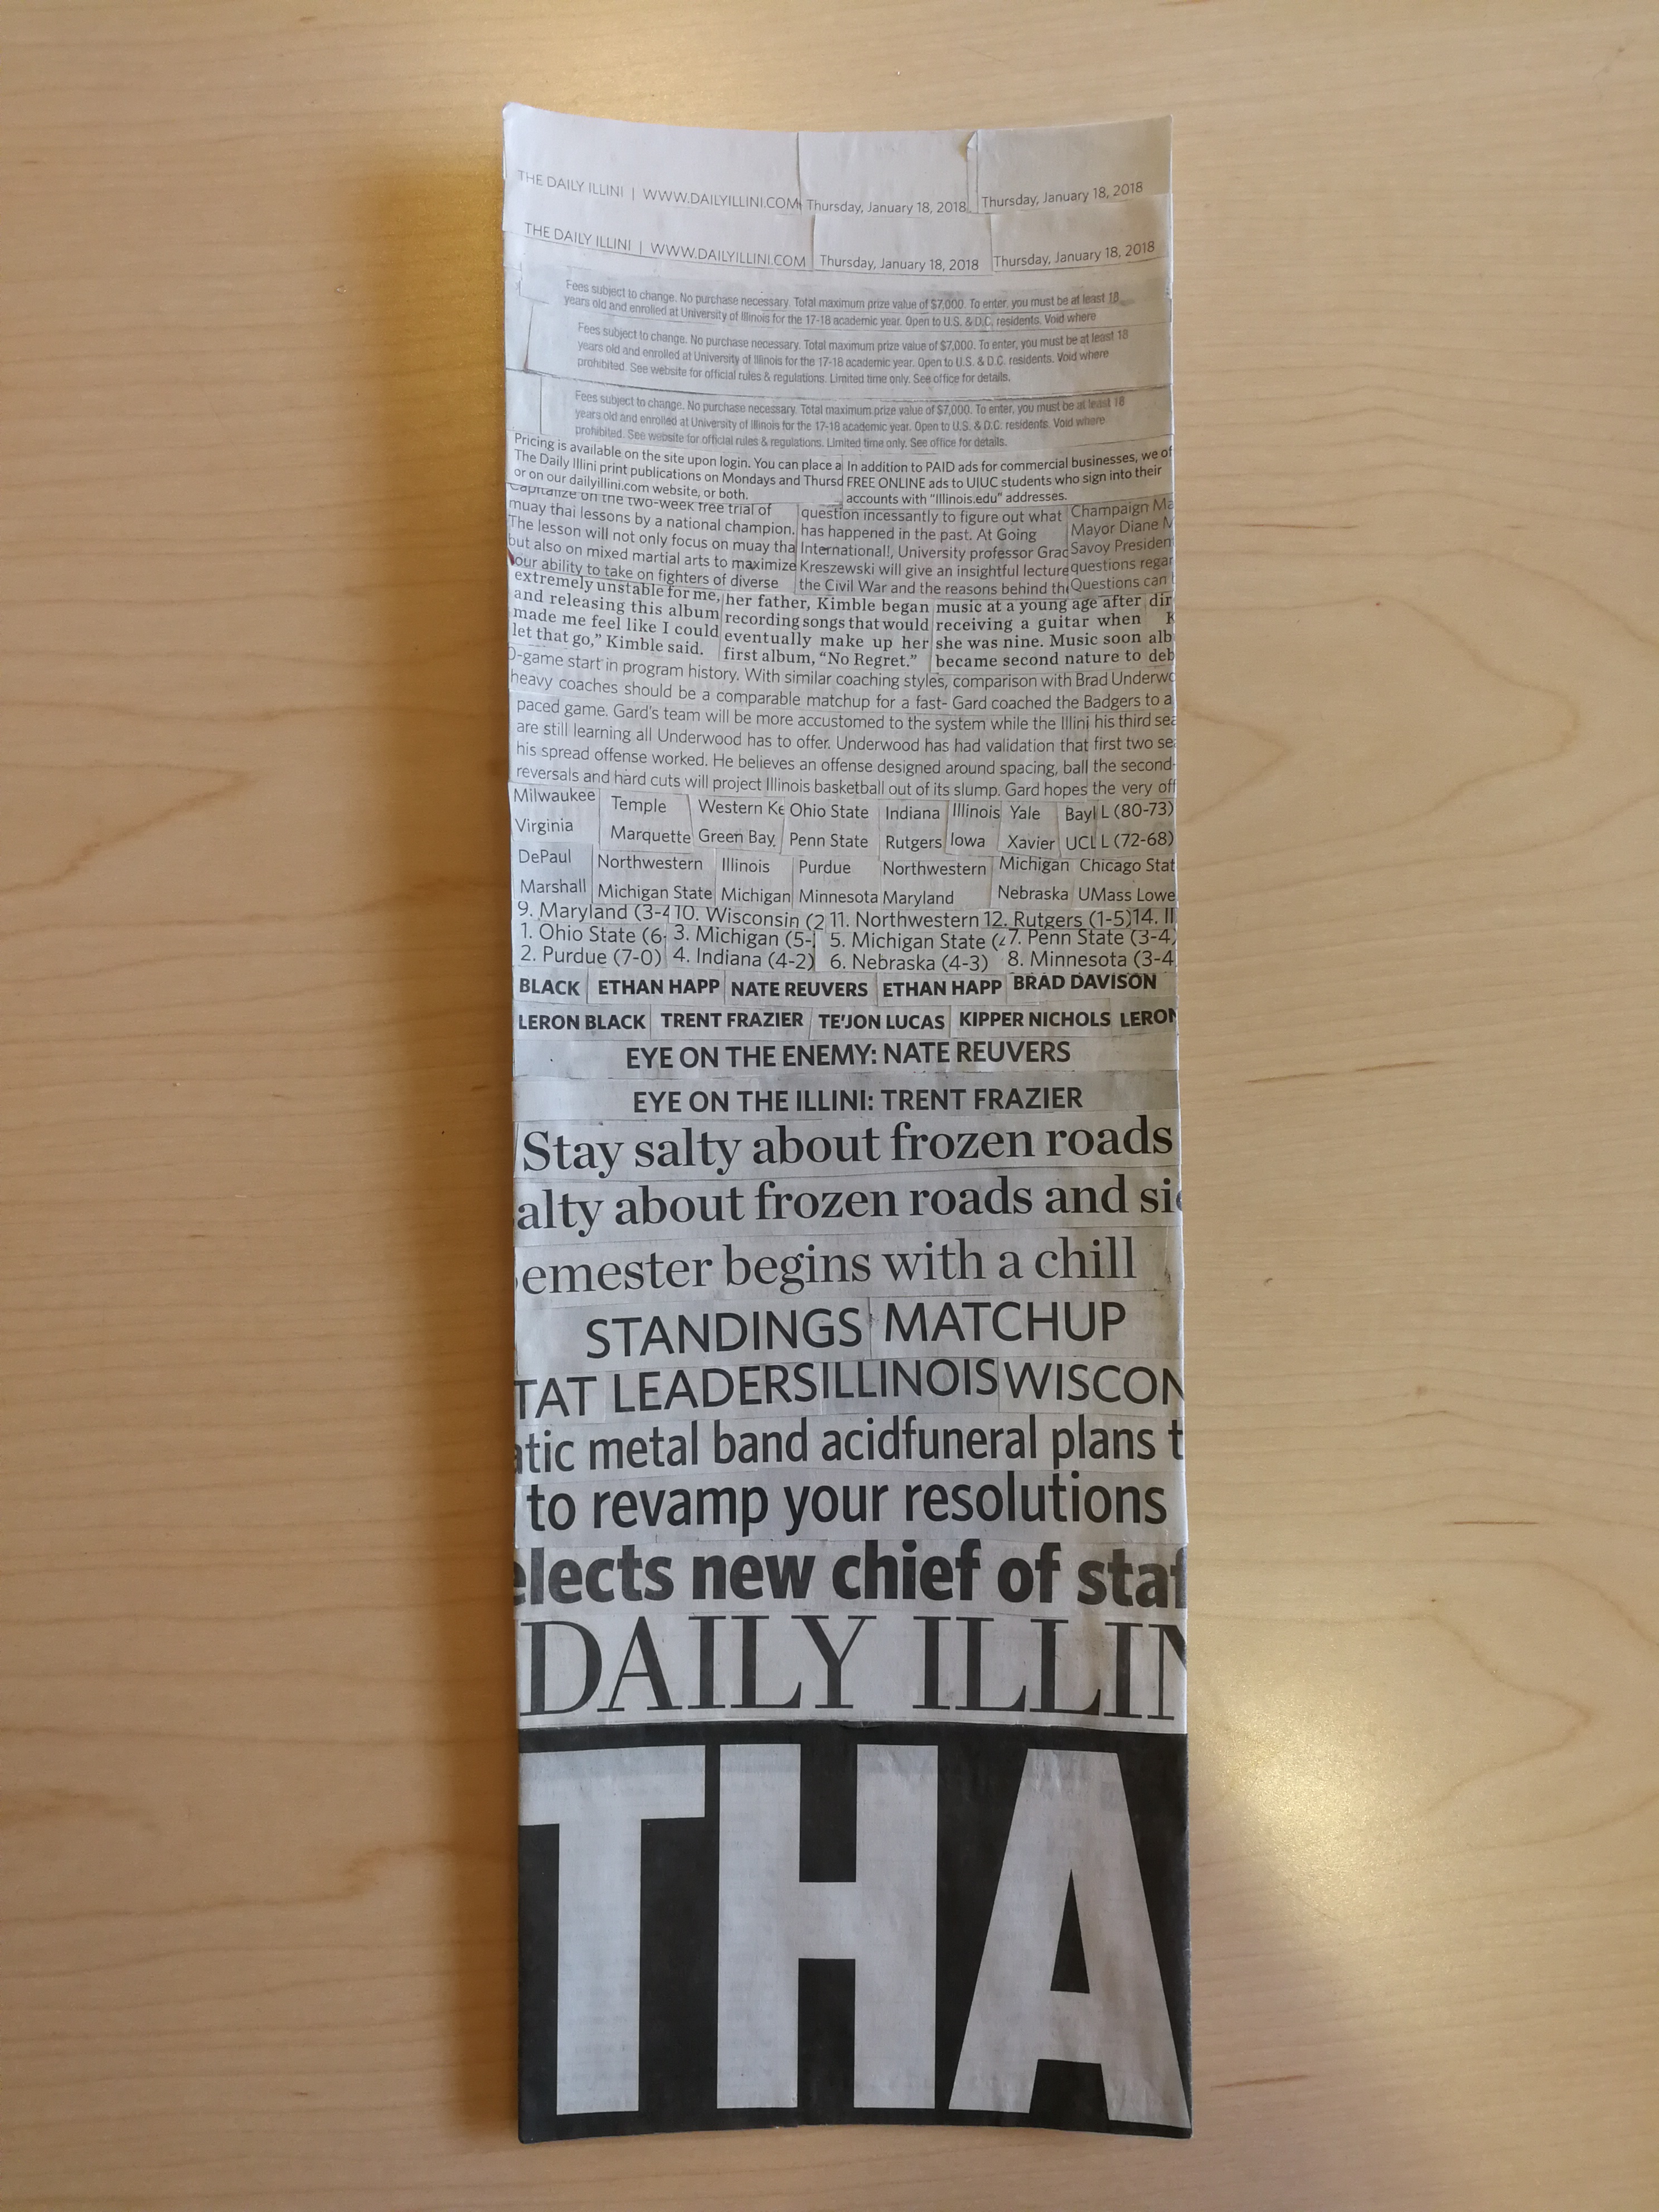 THE DAILY ILLINI | WWW.DAILYILLINI.COM Thursday, January 18, 2018 Thursday, January 18, 2018
THE DAILY ILLINI | WWW.DAILYILLINI.COM Thursday, January 18, 2018 Thursday, January 18, 2018
Fees subject to change. No purchase necessary. Total maximum prize value of $7,000. To enter, you must be at least 18
years old and enrolled at University of Illinois for the 17-18 academic year. Open to U.S. & D.C. residents. Void where
Fees subject to change. No purchase necessary. Total maximum prize value of $7,000. To enter, you must be at least 18
years old and enrolled at University of Illinois for the 17-18 academic year. Open to U.S. & D.C. residents. Void where
prohibited. See website for official rules & regulations. Limited time only. See office for details.
Fees subject to change. No purchase necessary. Total maximum prize value of $7,000. To enter, you must be at least 18
years old and enrolled at University of Illinois for the 17-18 academic year. Open to U.S. & D.C. residents. Void where
prohibited. See website for official rules & regulations. Limited time only. See office for details.
Pricing is available on the site upon login. You can place a In addition to PAID ads for commercial businesses, we of
The Daily Illini print publications on Mondays and Thursd FREE ONLINE ads to UIUC students who sign into their
or on our dailyillini.com website, or both. accounts with "Illinois.edu" addresses.
Capitalize on the two-week free trial of question incessantly to figure out what Champaign Ma
muay thai lessons by a national champion. has happened in the past. At Going Mayor Diane M
The lesson will not only focus on muay tha International!, University professor Grac Savoy Presiden
but also on mixed martial arts to maximize Kreszewski will give an insightful lecture questions regar
our ability to take on fighters of diverse the Civil War and the reasons behind the Questions can
extremely unstable for me, her father, Kimble began music at a young age after dir
and releasing this album recording songs that would receiving a guitar when K
made me feel like I could eventually make up her she was nine. Music soon alb
let that go," Kimble said. first album, "No Regret." became second nature to deb
0-game start in program history. With similar coaching styles, comparison with Brad Underwo
heavy coaches should be a comparable matchup for a fast- Gard coached the Badgers to a
paced game. Gard's team will be more accustomed to the system while the Illini his third sea
are still learning all Underwood has to offer. Underwood has had validation that first two se
his spread offense worked. He believes an offense designed around spacing, ball the second-
reversals and hard cuts will project Illinois basketball out of its slump. Gard hopes the very off
Milwaukee Temple Western Ke Ohio State Indiana Illinois Yale Bayl L (80-73)
Virginia Marquette Green Bay Penn State Rutgers Iowa Xavier UCL L (72-68)
DePaul Northwestern Illinois Purdue Northwestern Michigan Chicago Stat
Marshall Michigan State Michigan Minnesota Maryland Nebraska UMass Lowe
9. Maryland (3-4 10. Wisconsin (2 11. Northwestern 12. Rutgers (1-5) 14. Il
1. Ohio State (6- 3. Michigan (5- 5. Michigan State (4 7. Penn State (3-4)
2. Purdue (7-0) 4. Indiana (4-2) 6. Nebraska (4-3) 8. Minnesota (3-4
BLACK ETHAN HAPP NATE REUVERS ETHAN HAPP BRAD DAVISON
LERON BLACK TRENT FRAZIER TE'JON LUCAS KIPPER NICHOLS LERON
EYE ON THE ENEMY: NATE REUVERS
EYE ON THE ILLINI: TRENT FRAZIER
Stay salty about frozen roads
alty about frozen roads and si
emester begins with a chill
STANDINGS MATCHUP
TAT LEADERS ILLINOIS WISCON
atic metal band acidfuneral plans t
to revamp your resolutions
elects new chief of staf
DAILY ILLIN
THA